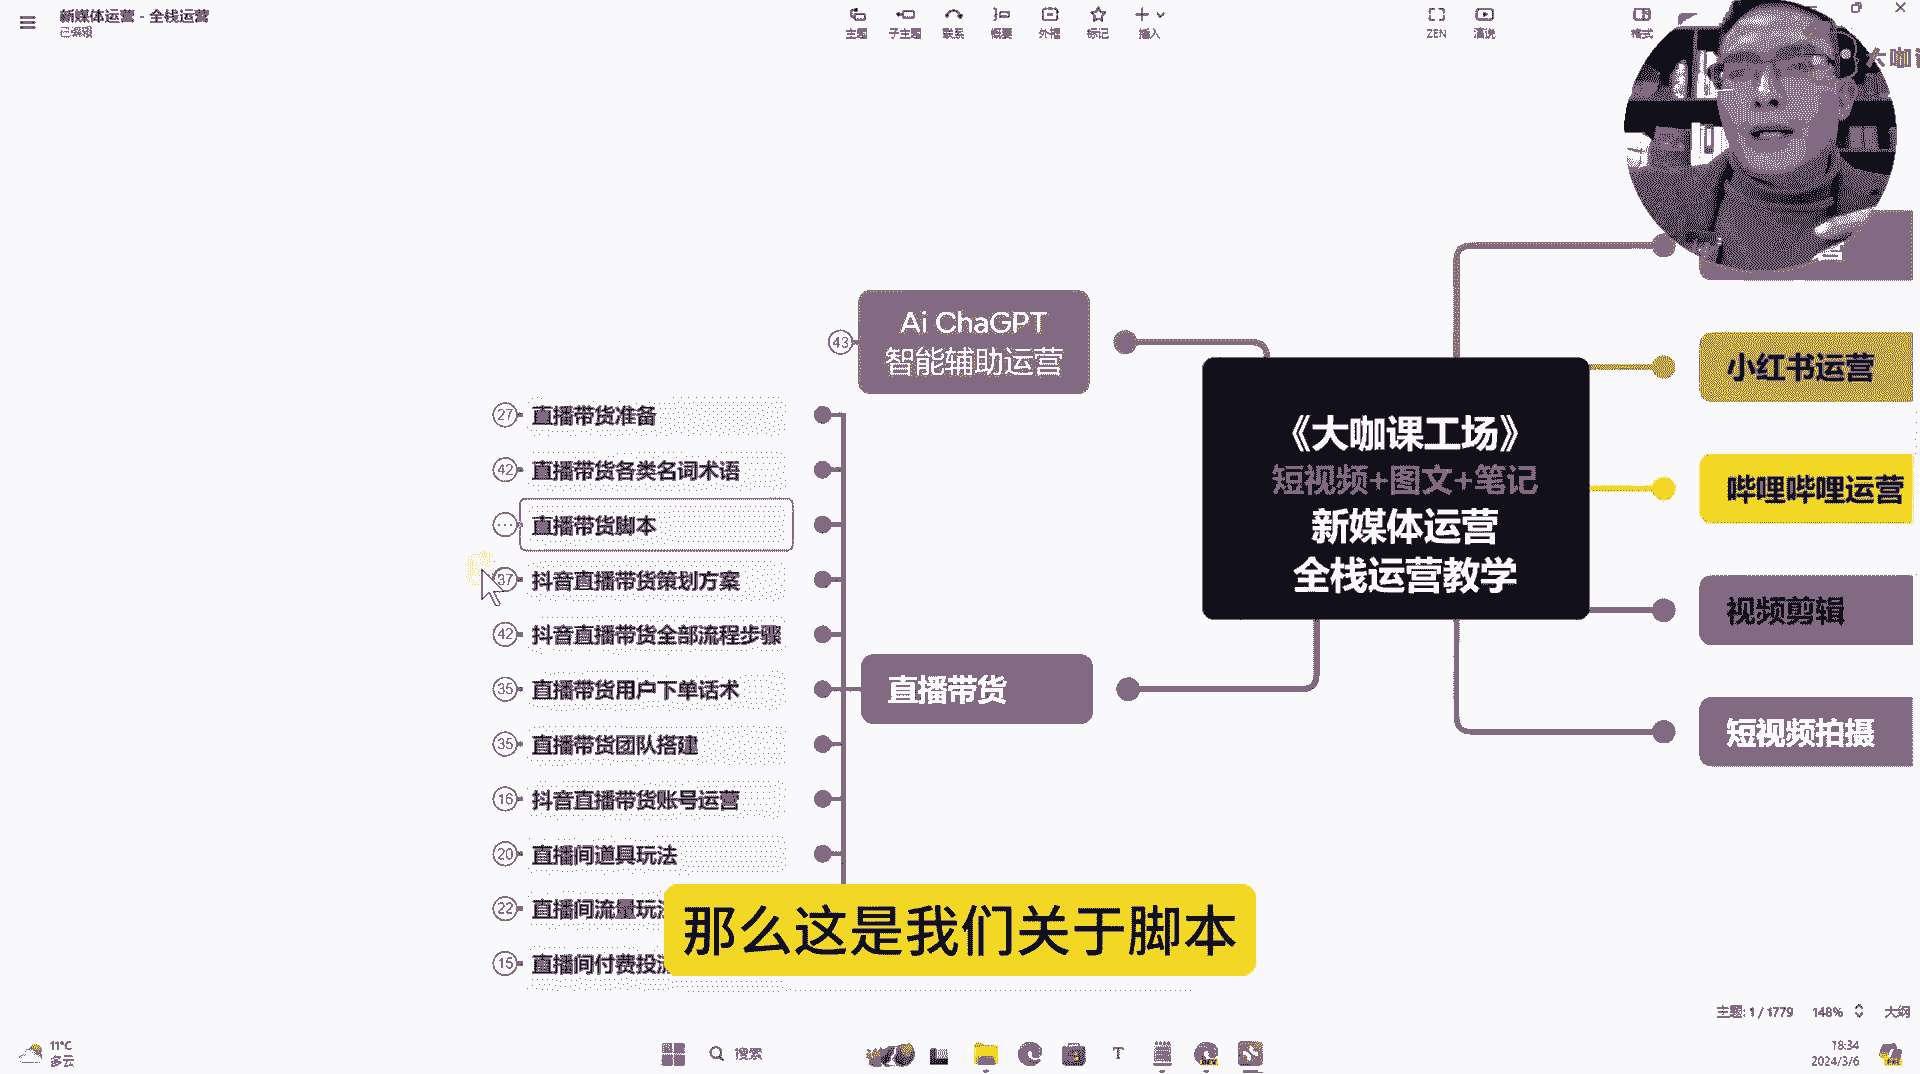 新媒体运营 - 全栈运营
已编辑
主题
子主题
联系
概要
外框
标记
插入
ZEN
演说
格式
大咖
43
Ai ChaGPT
智能辅助运营
27
直播带货准备
42
直播带货各类名词术语
直播带货脚本
37
抖音直播带货策划方案
42
抖音直播带货全部流程步骤
35
直播带货用户下单话术
35
直播带货团队搭建
16
抖音直播带货账号运营
20
直播间道具玩法
22
直播间流量玩
15
直播间付费投
直播带货
《大咖课工场》
短视频+图文+笔记
新媒体运营
全栈运营教学
小红书运营
哔哩哔哩运营
视频剪辑
短视频拍摄
那么这是我们关于脚本
主题: 1 / 1779
148%
大纲
11°C
多云
搜索
18:34
2024/3/6